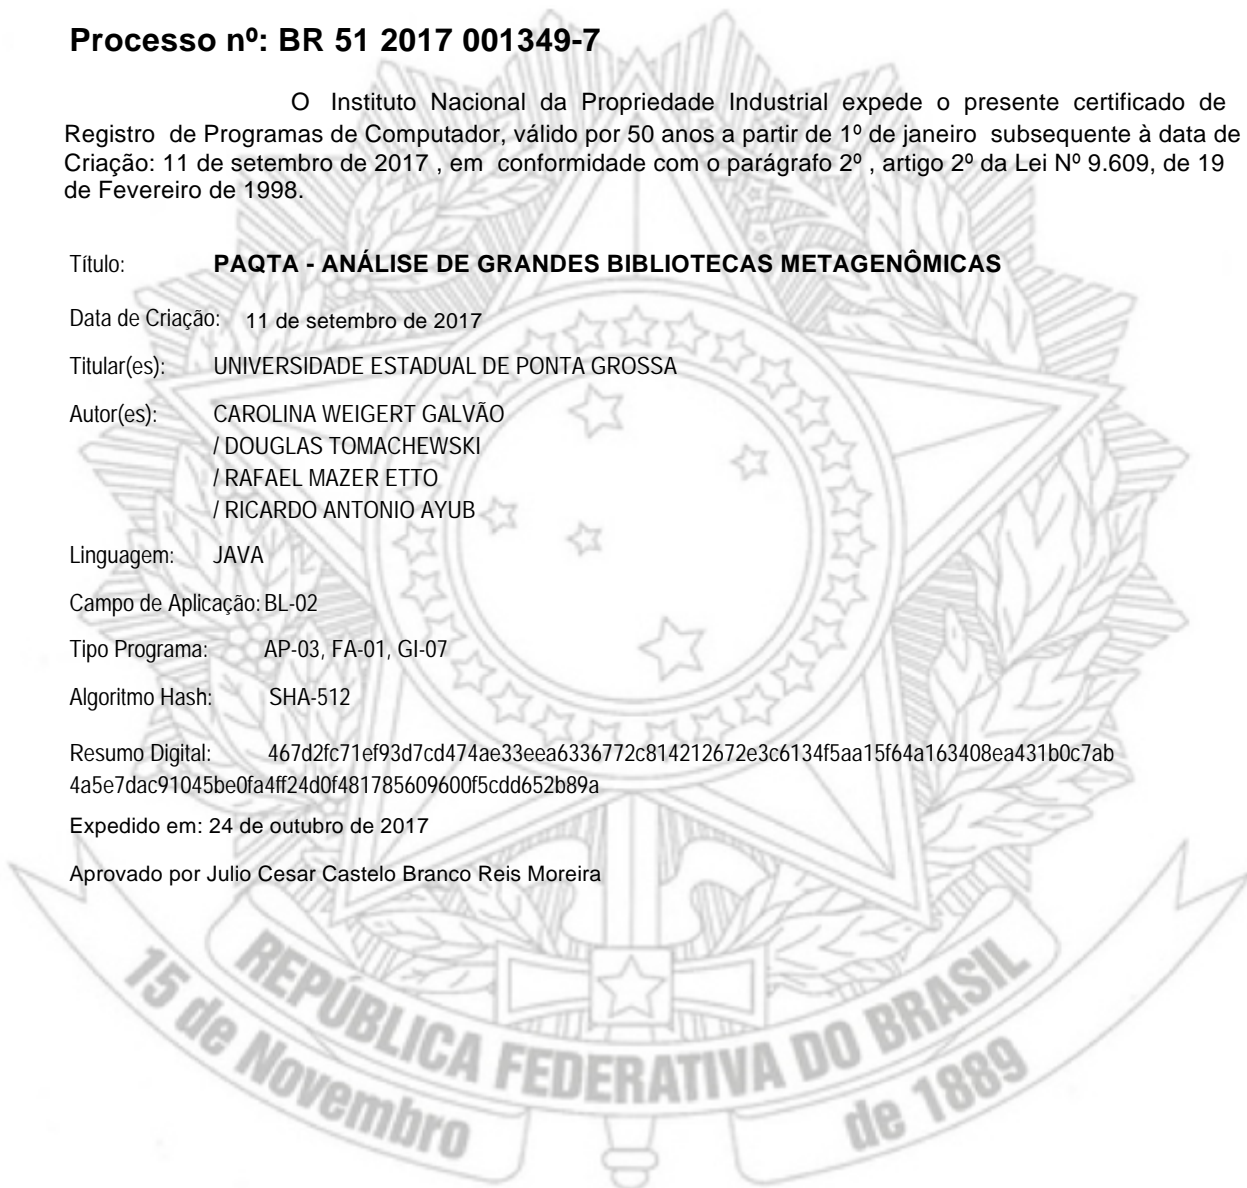 Processo nº: BR 51 2017 001349-7
O Instituto Nacional da Propriedade Industrial expede o presente certificado de
Registro de Programas de Computador, válido por 50 anos a partir de 1º de janeiro subsequente à data de
Criação: 11 de setembro de 2017 , em conformidade com o parágrafo 2º , artigo 2º da Lei Nº 9.609, de 19
de Fevereiro de 1998.
Título: PAQTA - ANÁLISE DE GRANDES BIBLIOTECAS METAGENÔMICAS
Data de Criação: 11 de setembro de 2017
Titular(es): UNIVERSIDADE ESTADUAL DE PONTA GROSSA
Autor(es): CAROLINA WEIGERT GALVÃO
/ DOUGLAS TOMACHEWSKI
/ RAFAEL MAZER ETTO
/ RICARDO ANTONIO AYUB
Linguagem: JAVA
Campo de Aplicação: BL-02
Tipo Programa: AP-03, FA-01, GI-07
Algoritmo Hash: SHA-512
Resumo Digital: 467d2fc71ef93d7cd474ae33eea6336772c814212672e3c6134f5aa15f64a163408ea431b0c7ab
4a5e7dac91045be0fa4ff24d0f481785609600f5cdd652b89a
Expedido em: 24 de outubro de 2017
Aprovado por Julio Cesar Castelo Branco Reis Moreira
REPÚBLICA FEDERATIVA DO BRASIL
15 de Novembro de 1889